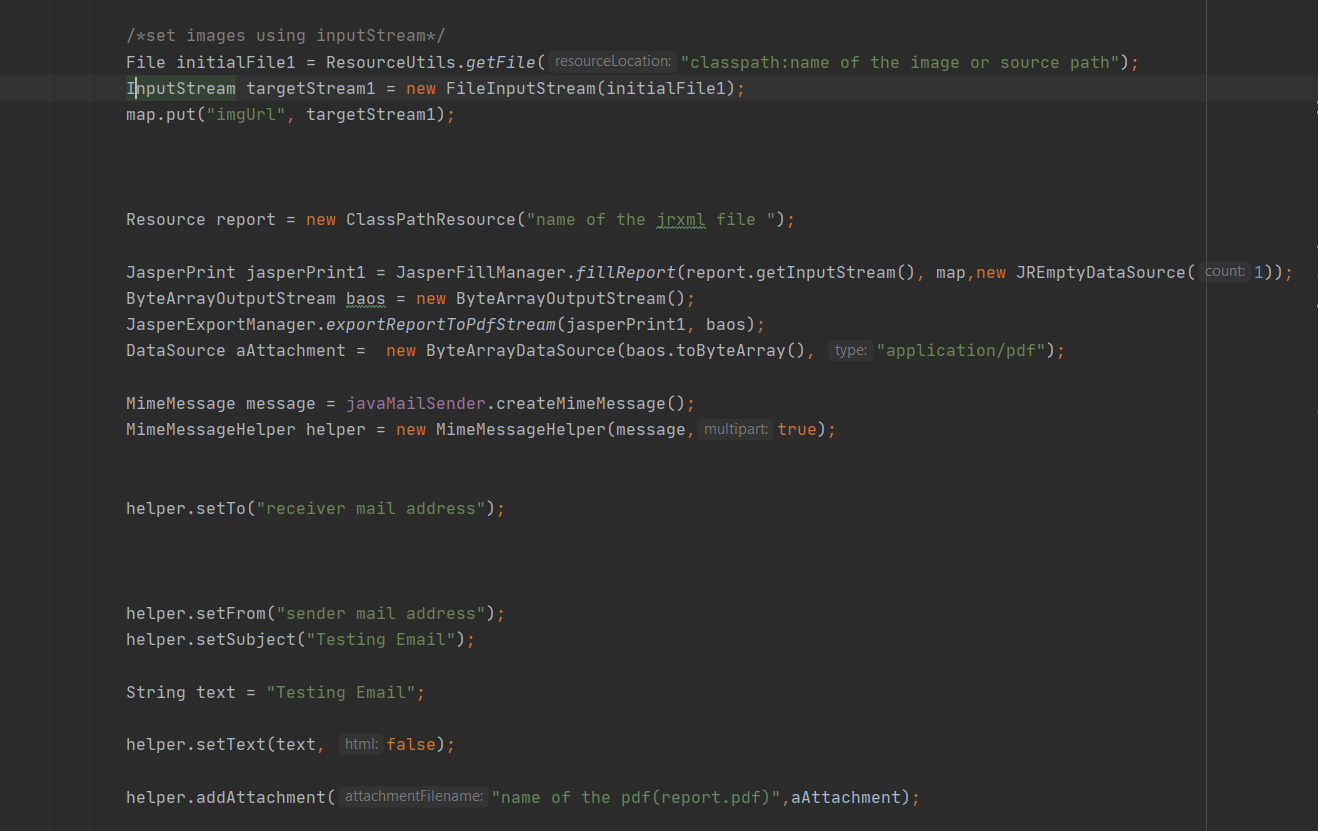 /*set images using inputStream*/
File initialFile1 = ResourceUtils.getFile( resourceLocation: "classpath:name of the image or source path");
InputStream targetStream1 = new FileInputStream(initialFile1);
map.put("imgUrl", targetStream1);
Resource report = new ClassPathResource("name of the jrxml file ");
JasperPrint jasperPrint1 = JasperFillManager.fillReport(report.getInputStream(), map,new JREmptyDataSource( count: 1));
ByteArrayOutputStream baos = new ByteArrayOutputStream();
JasperExportManager.exportReportToPdfStream(jasperPrint1, baos);
DataSource aAttachment =  new ByteArrayDataSource(baos.toByteArray(), type: "application/pdf");
MimeMessage message = javaMailSender.createMimeMessage();
MimeMessageHelper helper = new MimeMessageHelper(message, multipart: true);
helper.setTo("receiver mail address");
helper.setFrom("sender mail address");
helper.setSubject("Testing Email");
String text = "Testing Email";
helper.setText(text, html: false);
helper.addAttachment( attachmentFilename: "name of the pdf(report.pdf)",aAttachment);